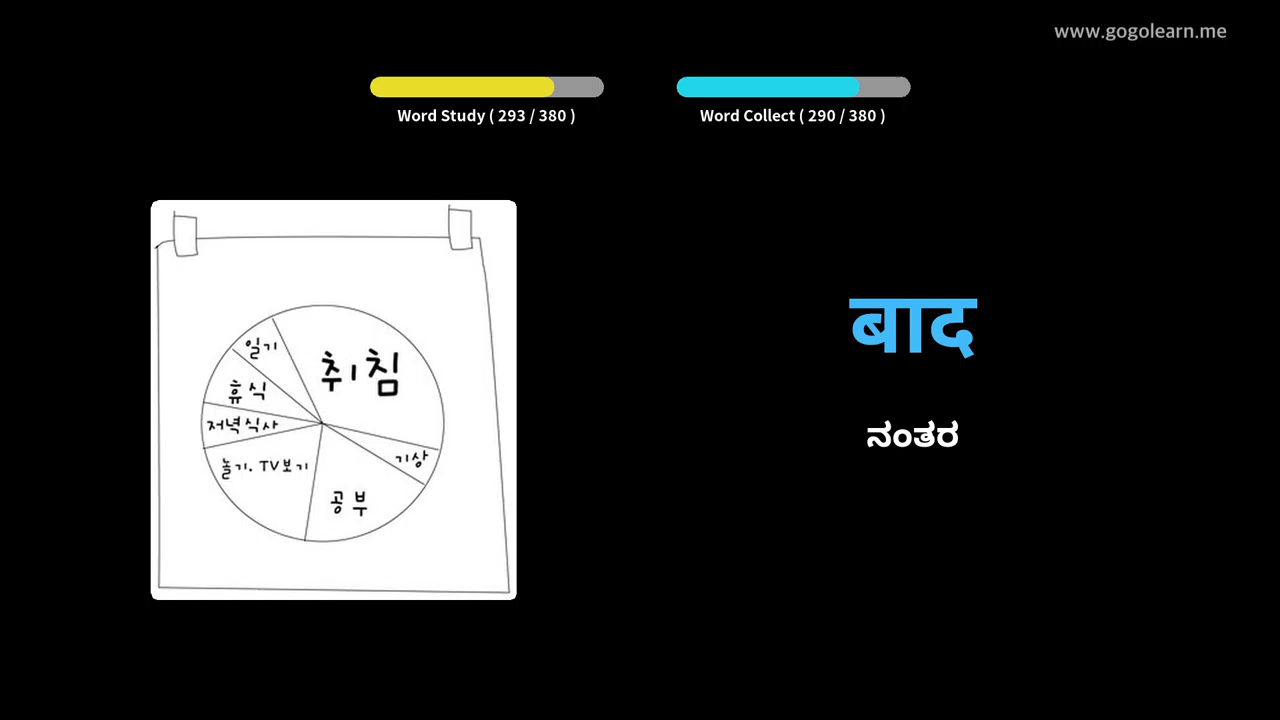 www.gogolearn.me
Word Study ( 293 / 380 )
Word Collect ( 290 / 380 )
일기
취침
휴식
저녁식사
놀기. TV보기
기상
공부
बाद
ನಂತರ